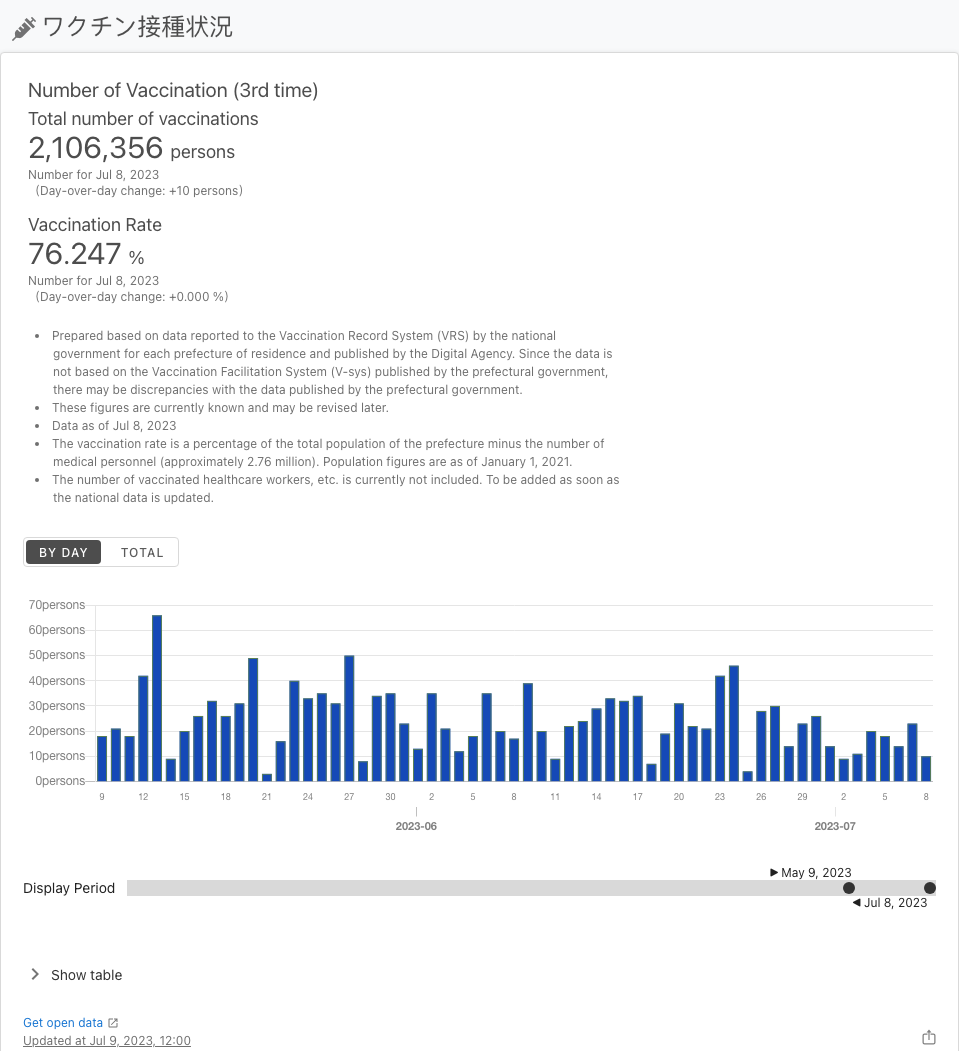 ワクチン接種状況
Number of Vaccination (3rd time)
Total number of vaccinations
2,106,356 persons
Number for Jul 8, 2023
(Day-over-day change: +10 persons)
Vaccination Rate
76.247 %
Number for Jul 8, 2023
(Day-over-day change: +0.000 %)
• Prepared based on data reported to the Vaccination Record System (VRS) by the national
government for each prefecture of residence and published by the Digital Agency. Since the data is
not based on the Vaccination Facilitation System (V-sys) published by the prefectural government,
there may be discrepancies with the data published by the prefectural government.
• These figures are currently known and may be revised later.
• Data as of Jul 8, 2023
• The vaccination rate is a percentage of the total population of the prefecture minus the number of
medical personnel (approximately 2.76 million). Population figures are as of January 1, 2021.
• The number of vaccinated healthcare workers, etc. is currently not included. To be added as soon as
the national data is updated.
BY DAY TOTAL
70persons
60persons
50persons
40persons
30persons
20persons
10persons
0persons
9 12 15 18 21 24 27 30 2 5 8 11 14 17 20 23 26 29 2 5 8
2023-06 2023-07
▶ May 9, 2023
Display Period
◀ Jul 8, 2023
Show table
Get open data
Updated at Jul 9, 2023, 12:00